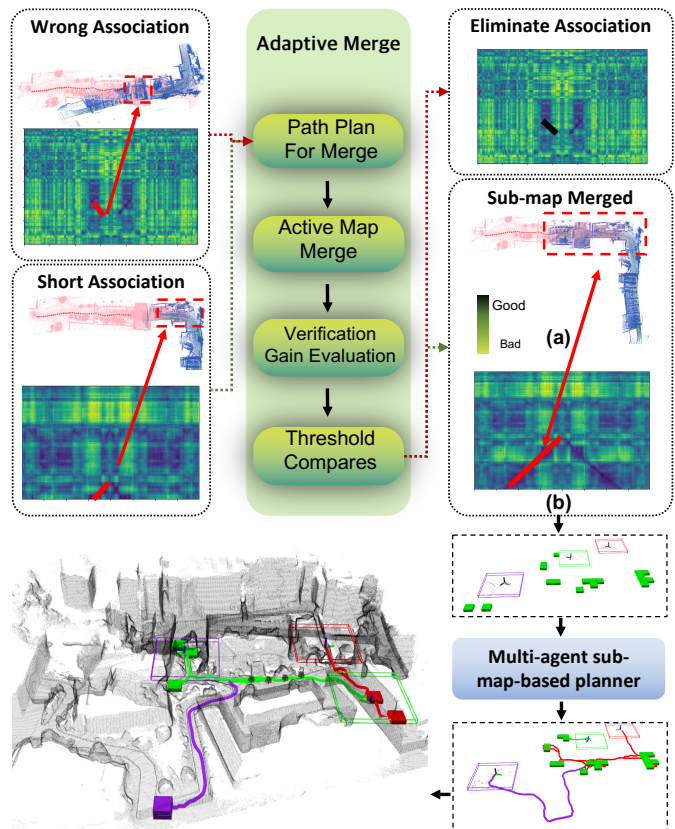 Wrong Association
Short Association
Adaptive Merge
Path Plan
For Merge
Active Map
Merge
Verification
Gain Evaluation
Threshold
Compares
Eliminate Association
Sub-map Merged
Good
Bad
(a)
(b)
Multi-agent sub-
map-based planner